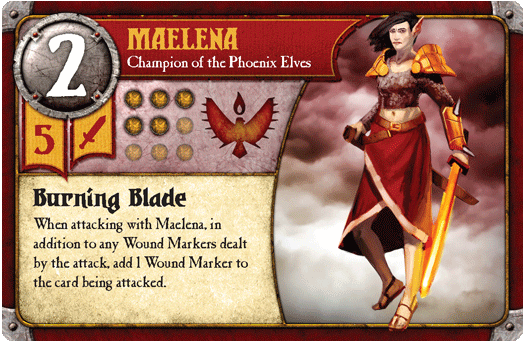 2
MAELENA
Champion of the Phoenix Elves
5
Burning Blade
When attacking with Maelena, in
addition to any Wound Markers dealt
by the attack, add 1 Wound Marker to
the card being attacked.